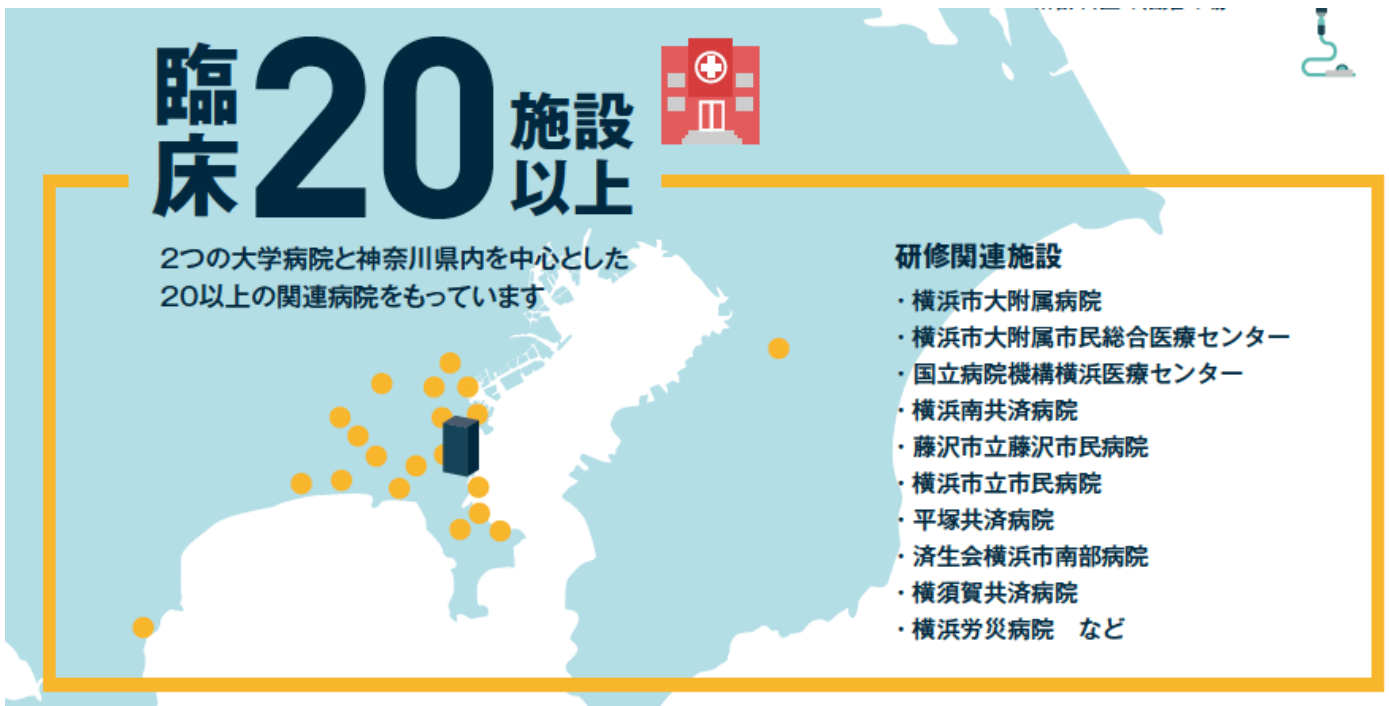 臨床20施設以上
2つの大学病院と神奈川県内を中心とした
20以上の関連病院をもっています
研修関連施設
・横浜市大附属病院
・横浜市大附属市民総合医療センター
・国立病院機構横浜医療センター
・横浜南共済病院
・藤沢市立藤沢市民病院
・横浜市立市民病院
・平塚共済病院
・済生会横浜市南部病院
・横須賀共済病院
・横浜労災病院　など